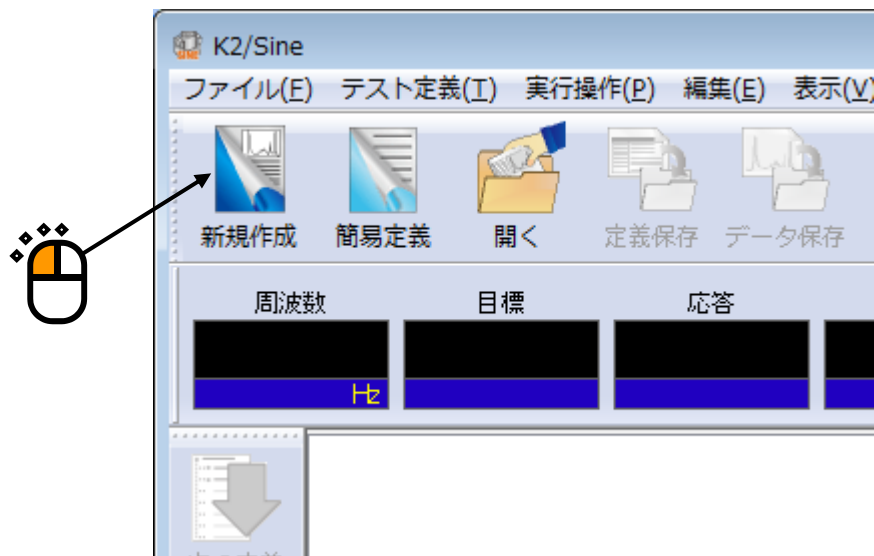 K2/Sine
ファイル(F) テスト定義(T) 実行操作(P) 編集(E) 表示(V)
新規作成 簡易定義 開く 定義保存 データ保存
周波数 目標 応答
Hz